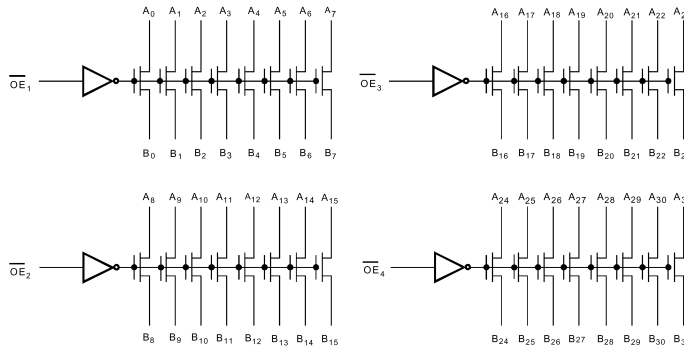 A0 A1 A2 A3 A4 A5 A6 A7
OE1
B0 B1 B2 B3 B4 B5 B6 B7
A16 A17 A18 A19 A20 A21 A22
OE3
B16 B17 B18 B19 B20 B21 B22
A8 A9 A10 A11 A12 A13 A14 A15
OE2
B8 B9 B10 B11 B12 B13 B14 B15
A24 A25 A26 A27 A28 A29 A30
OE4
B24 B25 B26 B27 B28 B29 B30